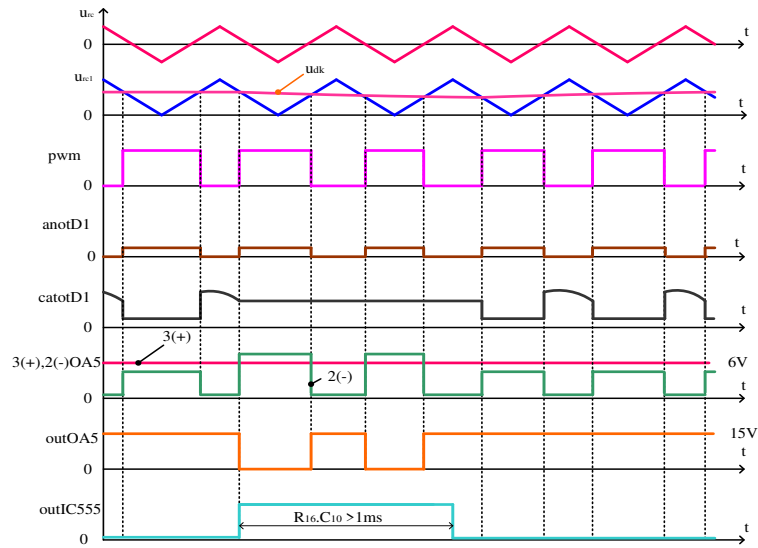 urc
t
0
urc1
udk
t
0
pwm
t
0
anotD1
t
0
catotD1
t
0
3(+)
3(+),2(-)OA5
6V
2(-)
t
0
outOA5
15V
t
0
outIC555
R16.C10 >1ms
t
0